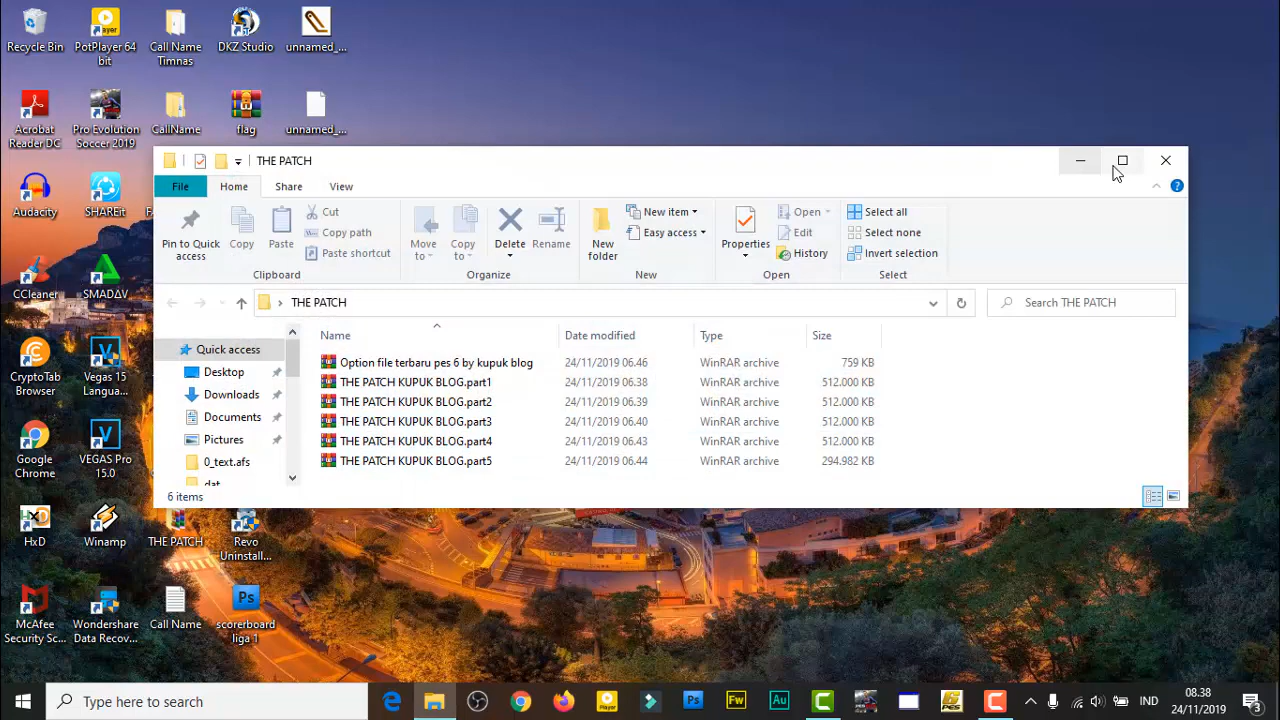 Recycle Bin
PotPlayer 64 bit
Call Name Timnas
DKZ Studio
unnamed_...
Acrobat Reader DC
Pro Evolution Soccer 2019
CallName
flag
unnamed_...
THE PATCH
Audacity
SHAREit
File
Home
Share
View
Pin to Quick access
Copy
Paste
Cut
Copy path
Paste shortcut
Move to
Copy to
Delete
Rename
New folder
New item
Easy access
Properties
Open
Edit
History
Select all
Select none
Invert selection
Clipboard
Organize
New
Open
Select
CCleaner
SMADΔV
THE PATCH
Search THE PATCH
Name
Date modified
Type
Size
Quick access
Desktop
Downloads
Documents
Pictures
0_text.afs
dat
Option file terbaru pes 6 by kupuk blog 24/11/2019 06.46 WinRAR archive 759 KB
THE PATCH KUPUK BLOG.part1 24/11/2019 06.38 WinRAR archive 512.000 KB
THE PATCH KUPUK BLOG.part2 24/11/2019 06.39 WinRAR archive 512.000 KB
THE PATCH KUPUK BLOG.part3 24/11/2019 06.40 WinRAR archive 512.000 KB
THE PATCH KUPUK BLOG.part4 24/11/2019 06.43 WinRAR archive 512.000 KB
THE PATCH KUPUK BLOG.part5 24/11/2019 06.44 WinRAR archive 294.982 KB
6 items
CryptoTab Browser
Vegas 15 Langua...
Google Chrome
VEGAS Pro 15.0
HxD
Winamp
THE PATCH
Revo Uninstall...
McAfee Security Sc...
Wondershare Data Recov...
Call Name
scorerboard liga 1
Type here to search
IND
08.38
24/11/2019
3